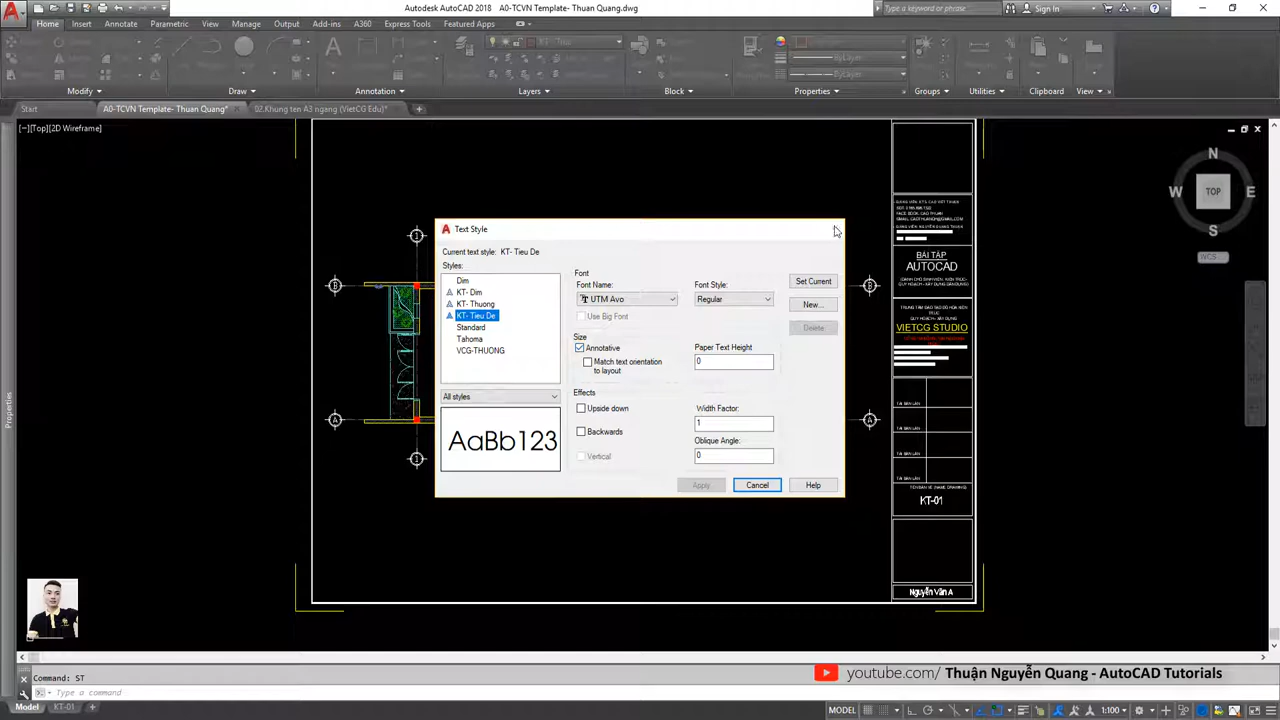 Autodesk AutoCAD 2018   A0-TCVN Template- Thuan Quang.dwg
Type a keyword or phrase
Sign In
Home
Insert
Annotate
Parametric
View
Manage
Output
Add-ins
A360
Express Tools
Featured Apps
Modify
Draw
Annotation
Layers
Block
Properties
Groups
Utilities
Clipboard
View
ByLayer
ByLayer
Start
A0-TCVN Template- Thuan Quang*
02.Khung ten A3 ngang (VietCG Edu)*
[−][Top][2D Wireframe]
N
W
TOP
E
S
WCS
Properties
Text Style
Current text style:   KT- Tieu De
Styles:
Dim
KT- Dim
KT- Thuong
KT- Tieu De
Standard
Tahoma
VCG-THUONG
All styles
AaBb123
Font
Font Name:
UTM Avo
Font Style:
Regular
Use Big Font
Size
Annotative
Match text orientation
to layout
Paper Text Height
0
Effects
Upside down
Backwards
Vertical
Width Factor:
1
Oblique Angle:
0
Set Current
New...
Delete
Apply
Cancel
Help
B
A
1
B
A
BÀI TẬP
AUTOCAD
VIETCG STUDIO
KT-01
Nguyễn Văn A
Command: ST
Type a command
youtube.com/ Thuận Nguyễn Quang - AutoCAD Tutorials
Model
KT-01
MODEL
1:100